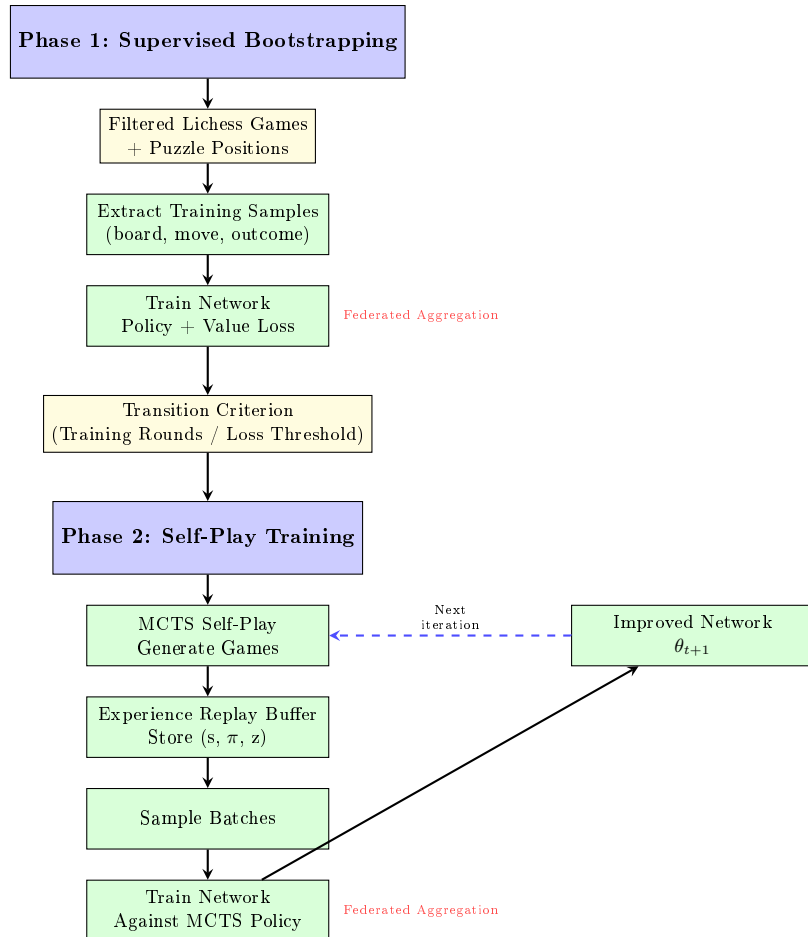 Phase 1: Supervised Bootstrapping
Filtered Lichess Games
+ Puzzle Positions
Extract Training Samples
(board, move, outcome)
Train Network
Policy + Value Loss
Federated Aggregation
Transition Criterion
(Training Rounds / Loss Threshold)
Phase 2: Self-Play Training
MCTS Self-Play
Generate Games
Next
iteration
Improved Network
θ_{t+1}
Experience Replay Buffer
Store (s, π, z)
Sample Batches
Train Network
Against MCTS Policy
Federated Aggregation